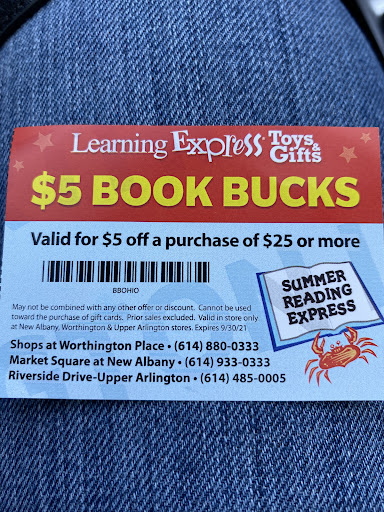 Learning Express Toys & Gifts
$5 BOOK BUCKS
Valid for $5 off a purchase of $25 or more
BBOHIO
May not be combined with any other offer or discount. Cannot be used
toward the purchase of gift cards. Prior sales excluded. Valid in store only
at New Albany, Worthington & Upper Arlington stores. Expires 9/30/21
SUMMER
READING
EXPRESS
Shops at Worthington Place • (614) 880-0333
Market Square at New Albany • (614) 933-0333
Riverside Drive-Upper Arlington • (614) 485-0005